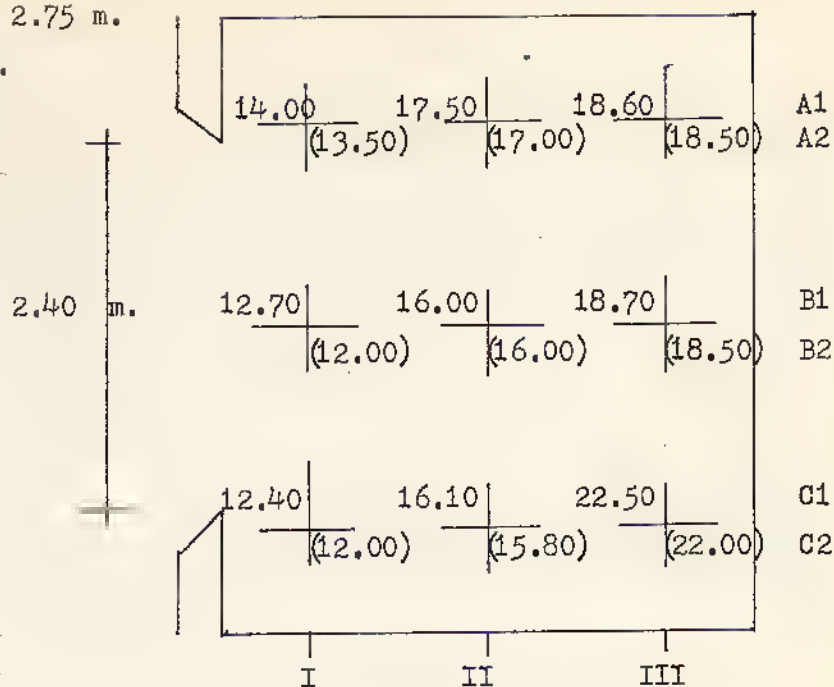 2.75 m.
14.00 17.50 18.60 A1
(13.50) (17.00) (18.50) A2
2.40 m. 12.70 16.00 18.70 B1
(12.00) (16.00) (18.50) B2
12.40 16.10 22.50 C1
(12.00) (15.80) (22.00) C2
I II III